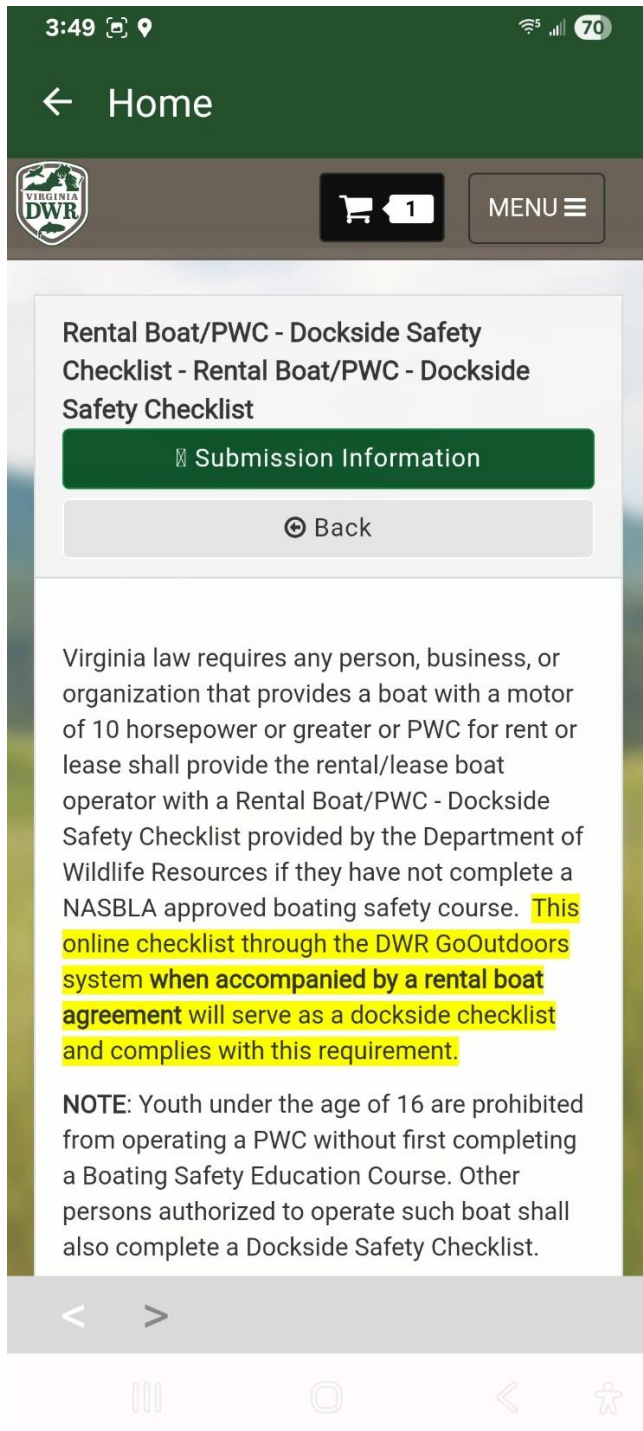 3:49
5
70
Home
VIRGINIA
DWR
1
MENU
Rental Boat/PWC - Dockside Safety
Checklist - Rental Boat/PWC - Dockside
Safety Checklist
Submission Information
Back
Virginia law requires any person, business, or
organization that provides a boat with a motor
of 10 horsepower or greater or PWC for rent or
lease shall provide the rental/lease boat
operator with a Rental Boat/PWC - Dockside
Safety Checklist provided by the Department of
Wildlife Resources if they have not complete a
NASBLA approved boating safety course. This
online checklist through the DWR GoOutdoors
system when accompanied by a rental boat
agreement will serve as a dockside checklist
and complies with this requirement.
NOTE: Youth under the age of 16 are prohibited
from operating a PWC without first completing
a Boating Safety Education Course. Other
persons authorized to operate such boat shall
also complete a Dockside Safety Checklist.
< >